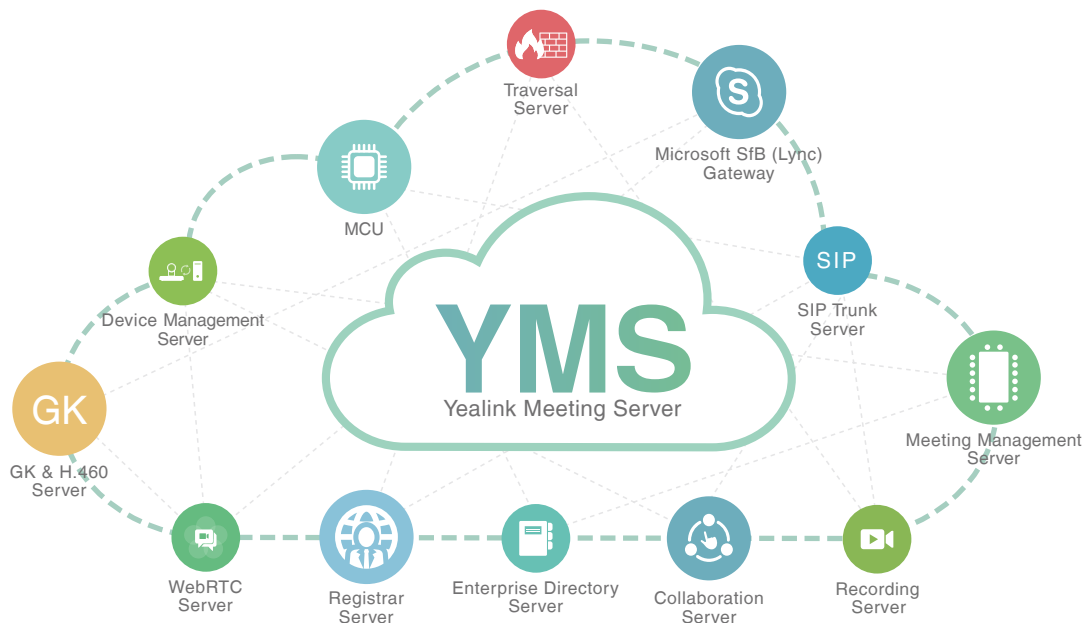 Traversal
Server
S
Microsoft SfB (Lync)
Gateway
MCU
SIP
SIP Trunk
Server
Device Management
Server
YMS
Yealink Meeting Server
GK
GK & H.460
Server
Meeting Management
Server
WebRTC
Server
Registrar
Server
Enterprise Directory
Server
Collaboration
Server
Recording
Server